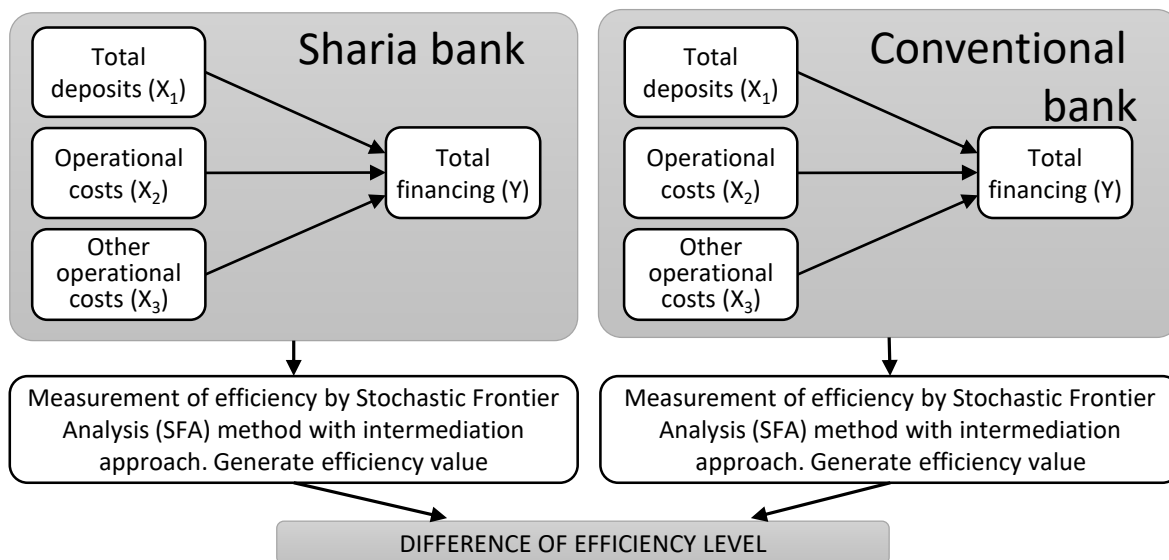 Sharia bank
Total
deposits (X₁)
Operational
costs (X₂)
Other
operational
costs (X₃)
Total
financing (Y)
Conventional
bank
Total
deposits (X₁)
Operational
costs (X₂)
Other
operational
costs (X₃)
Total
financing (Y)
Measurement of efficiency by Stochastic Frontier
Analysis (SFA) method with intermediation
approach. Generate efficiency value
Measurement of efficiency by Stochastic Frontier
Analysis (SFA) method with intermediation
approach. Generate efficiency value
DIFFERENCE OF EFFICIENCY LEVEL